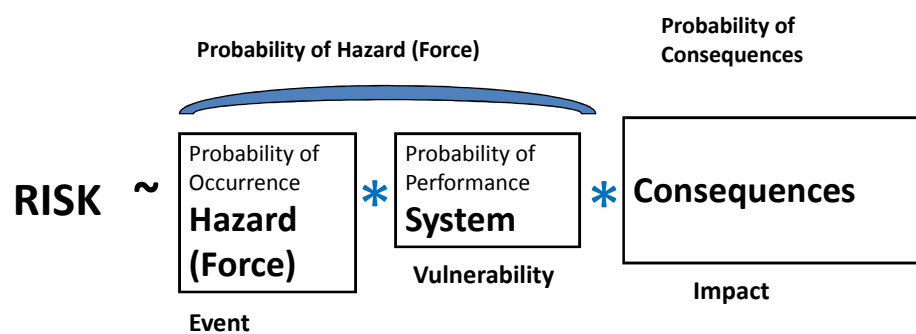 Probability of Hazard (Force)
Probability of
Consequences
RISK ~
Probability of
Occurrence
Hazard
(Force)
*
Probability of
Performance
System
*
Consequences
Event
Vulnerability
Impact